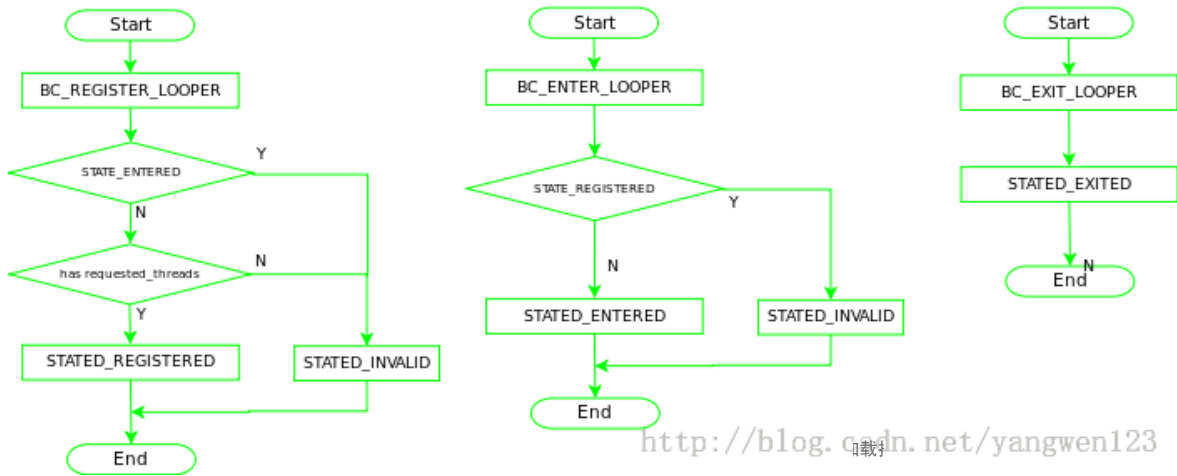 Start
BC_REGISTER_LOOPER
STATE_ENTERED
Y
N
has requested_threads
N
Y
STATED_REGISTERED
STATED_INVALID
End
Start
BC_ENTER_LOOPER
STATE_REGISTERED
Y
N
STATED_ENTERED
STATED_INVALID
End
Start
BC_EXIT_LOOPER
STATED_EXITED
N
End
http://blog.csdn.net/yangwen123